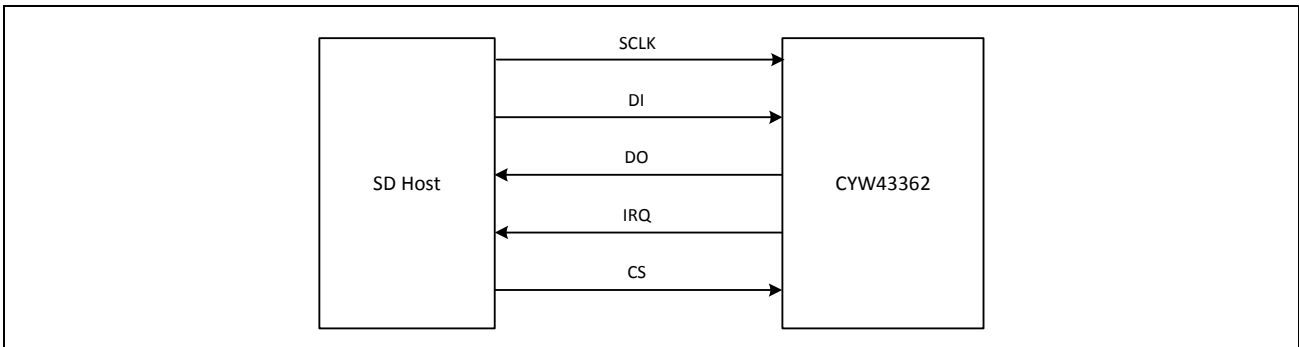 SCLK
DI
DO
SD Host
CYW43362
IRQ
CS